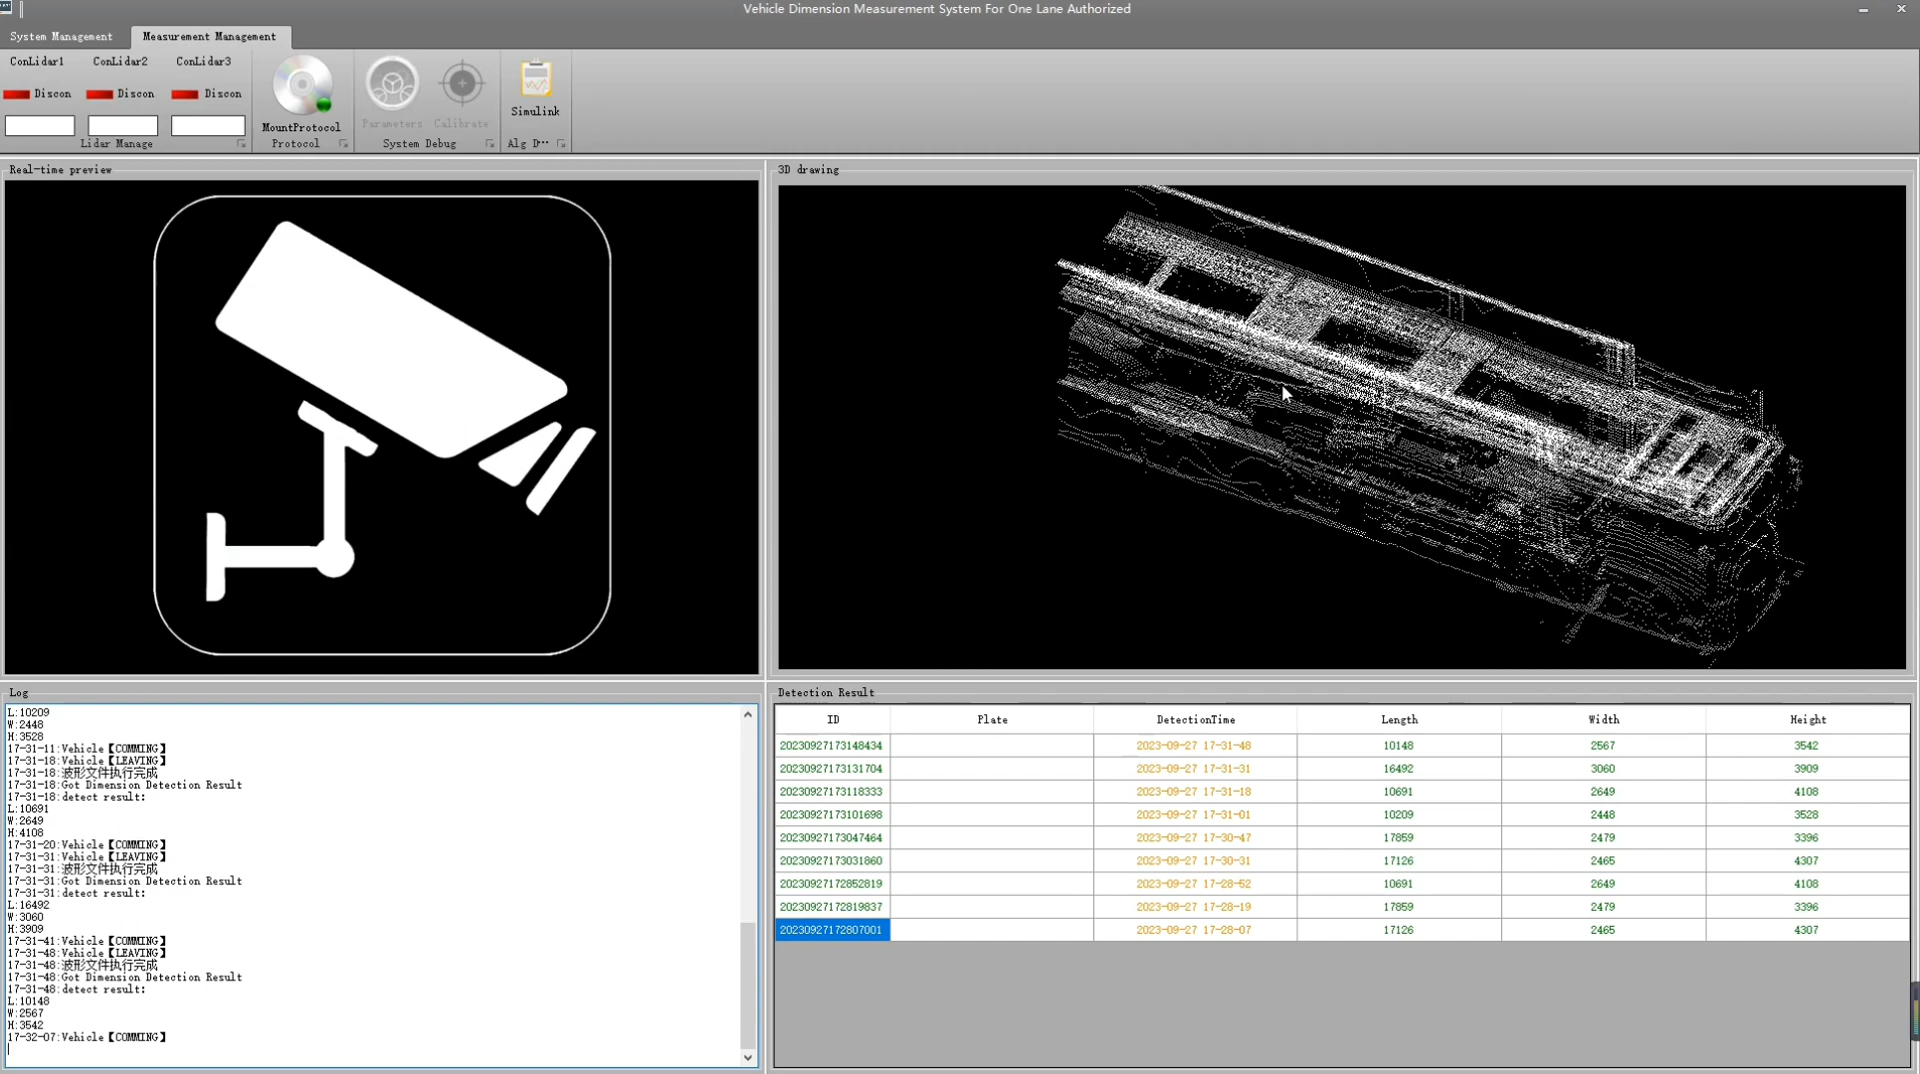 Vehicle Dimension Measurement System For One Lane Authorized
System Management
Measurement Management
ConLidar1 ConLidar2 ConLidar3
Discon Discon Discon
Lidar Manage
MountProtocol
Protocol
Parameters Calibrate
System Debug
Simulink
Alg D···
Real-time preview
3D drawing
Log
L:10209
W:2448
H:3528
17-31-11:Vehicle【COMMING】
17-31-18:Vehicle【LEAVING】
17-31-18:波形文件执行完成
17-31-18:Got Dimension Detection Result
17-31-18:detect result:
L:10691
W:2649
H:4108
17-31-20:Vehicle【COMMING】
17-31-31:Vehicle【LEAVING】
17-31-31:波形文件执行完成
17-31-31:Got Dimension Detection Result
17-31-31:detect result:
L:16492
W:3060
H:3909
17-31-41:Vehicle【COMMING】
17-31-48:Vehicle【LEAVING】
17-31-48:波形文件执行完成
17-31-48:Got Dimension Detection Result
17-31-48:detect result:
L:10148
W:2567
H:3542
17-32-07:Vehicle【COMMING】
Detection Result
ID Plate DetectionTime Length Width Height
20230927173148434 2023-09-27 17-31-48 10148 2567 3542
20230927173131704 2023-09-27 17-31-31 16492 3060 3909
20230927173118333 2023-09-27 17-31-18 10691 2649 4108
20230927173101698 2023-09-27 17-31-01 10209 2448 3528
20230927173047464 2023-09-27 17-30-47 17859 2479 3396
20230927173031860 2023-09-27 17-30-31 17126 2465 4307
20230927172852819 2023-09-27 17-28-52 10691 2649 4108
20230927172819837 2023-09-27 17-28-19 17859 2479 3396
20230927172807001 2023-09-27 17-28-07 17126 2465 4307